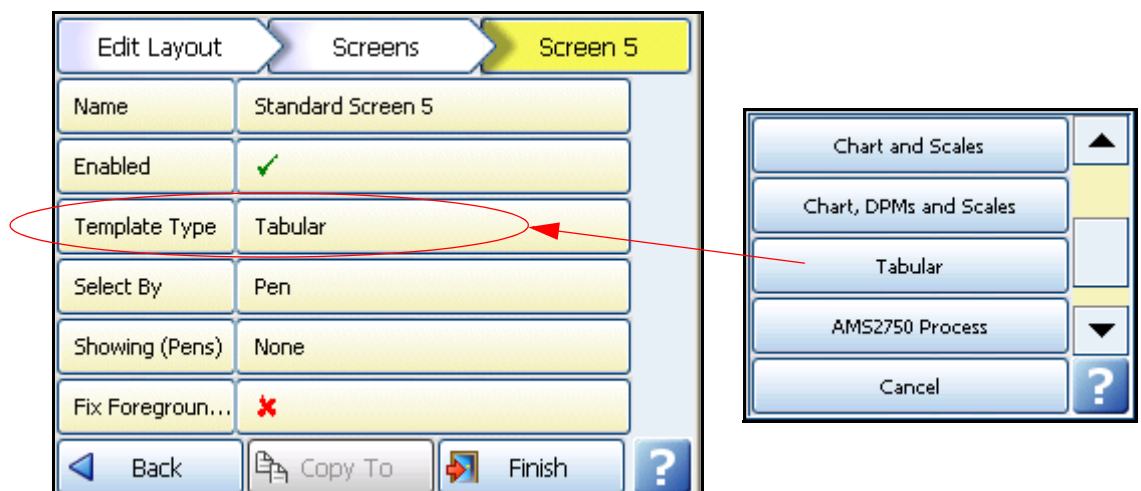 Edit Layout Screens Screen 5
Name Standard Screen 5
Enabled
Template Type Tabular
Select By Pen
Showing (Pens) None
Fix Foregroun...
Back Copy To Finish ?
Chart and Scales
Chart, DPMs and Scales
Tabular
AMS2750 Process
Cancel ?